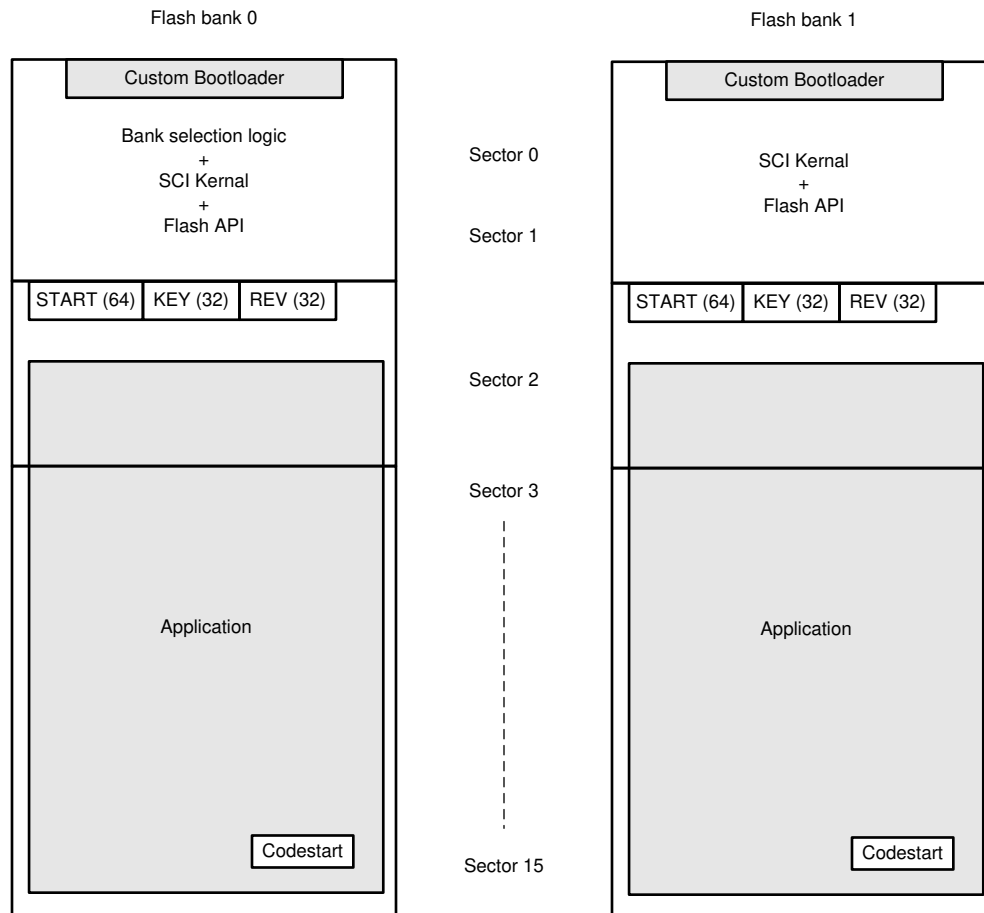 Flash bank 0
Flash bank 1
Custom Bootloader
Custom Bootloader
Bank selection logic
+
SCI Kernal
+
Flash API
Sector 0
Sector 1
SCI Kernal
+
Flash API
START (64) KEY (32) REV (32)
START (64) KEY (32) REV (32)
Sector 2
Sector 3
Application
Application
Codestart
Sector 15
Codestart